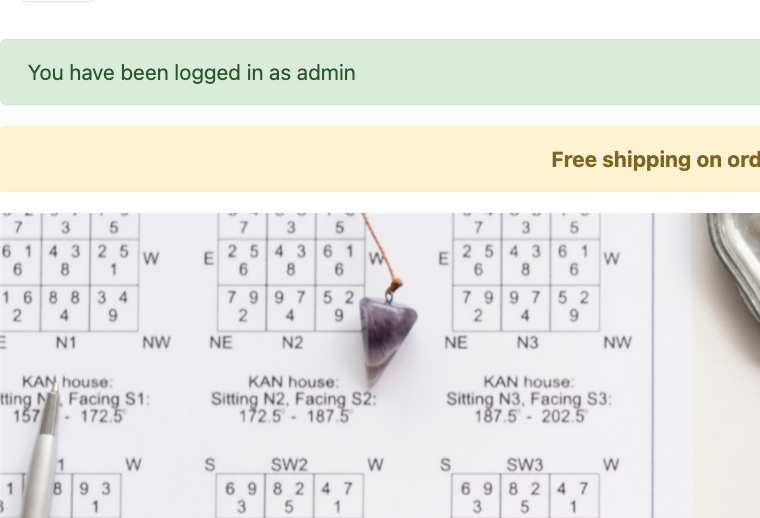 You have been logged in as admin
Free shipping on
7 3 5
7 3 5
7 3 5
6 1 4 3 2 5 W
E 2 5 4 3 6 1 W
E 2 5 4 3 6 1 W
6 8 1
6 8 6
6 8 6
1 6 8 8 3 4
7 9 9 7 5 2
7 9 9 7 5 2
2 4 9
2 4 9
2 4 9
N1 NW
NE N2
NE N3 NW
KAN house:
Facing S1:
- 172.5°
KAN house:
Sitting N2, Facing S2:
172.5° - 187.5°
KAN house:
Sitting N3, Facing S3:
187.5° - 202.5°
W
S SW2 W
S SW3 W
1 8 9 3
6 9 8 2 4 7
6 9 8 2 4 7
1
3 5 1
3 5 1